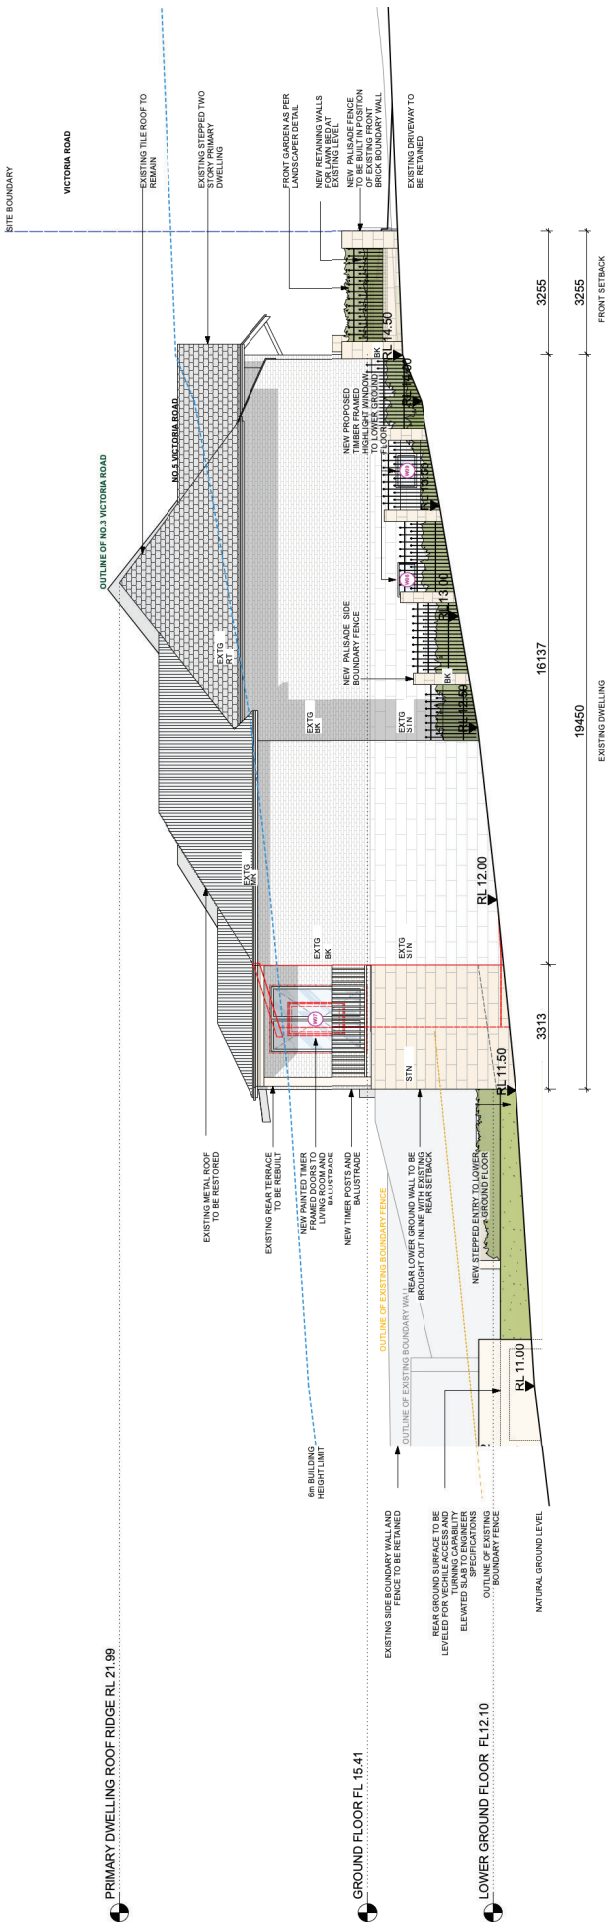 SITE BOUNDARY
VICTORIA ROAD
EXISTING TILE ROOF TO
REMAIN
EXISTING STEPPED TWO
STORY PRIMARY
DWELLING
FRONT GARDEN AS PER
LANDSCAPER DETAIL
NEW RETAINING WALLS
FOR LAWN BED AT
EXISTING LEVEL
NEW PALISADE FENCE
TO BE BUILT IN POSITION
OF EXISTING FRONT
BRICK BOUNDARY WALL
EXISTING DRIVEWAY TO
BE RETAINED
OUTLINE OF NO.3 VICTORIA ROAD
NO.5 VICTORIA ROAD
NEW PROPOSED
TIMBER FRAMED
HIGHLIGHT WINDOW
TO LOWER GROUND
FLOOR
NEW PALISADE SIDE
BOUNDARY FENCE
BK
RL 14.50
RL 13.00
BK
RL 12.50
EXTG
RT
EXTG
BK
EXTG
STN
EXTG
MR
EXTG
BK
EXTG
STN
RL 12.00
W07
STN
RL 11.50
3255
16137
3313
3255
FRONT SETBACK
19450
EXISTING DWELLING
EXISTING METAL ROOF
TO BE RESTORED
EXISTING REAR TERRACE
TO BE REBUILT
NEW PAINTED TIMER
FRAMED DOORS TO
LIVING ROOM AND
BALUSTRADE
NEW TIMER POSTS AND
BALUSTRADE
OUTLINE OF EXISTING BOUNDARY FENCE
OUTLINE OF EXISTING BOUNDARY WALL
REAR LOWER GROUND WALL TO BE
BROUGHT OUT INLINE WITH EXISTING
REAR SETBACK
NEW STEPPED ENTRY TO LOWER
GROUND FLOOR
RL 11.00
6m BUILDING
HEIGHT LIMIT
EXISTING SIDE BOUNDARY WALL AND
FENCE TO BE RETAINED
REAR GROUND SURFACE TO BE
LEVELED FOR VECHILE ACCESS AND
TURNING CAPABILITY
ELEVATED SLAB TO ENGINEER
SPECIFICATIONS
OUTLINE OF EXISTING
BOUNDARY FENCE
NATURAL GROUND LEVEL
PRIMARY DWELLING ROOF RIDGE RL 21.99
GROUND FLOOR FL 15.41
LOWER GROUND FLOOR FL12.10